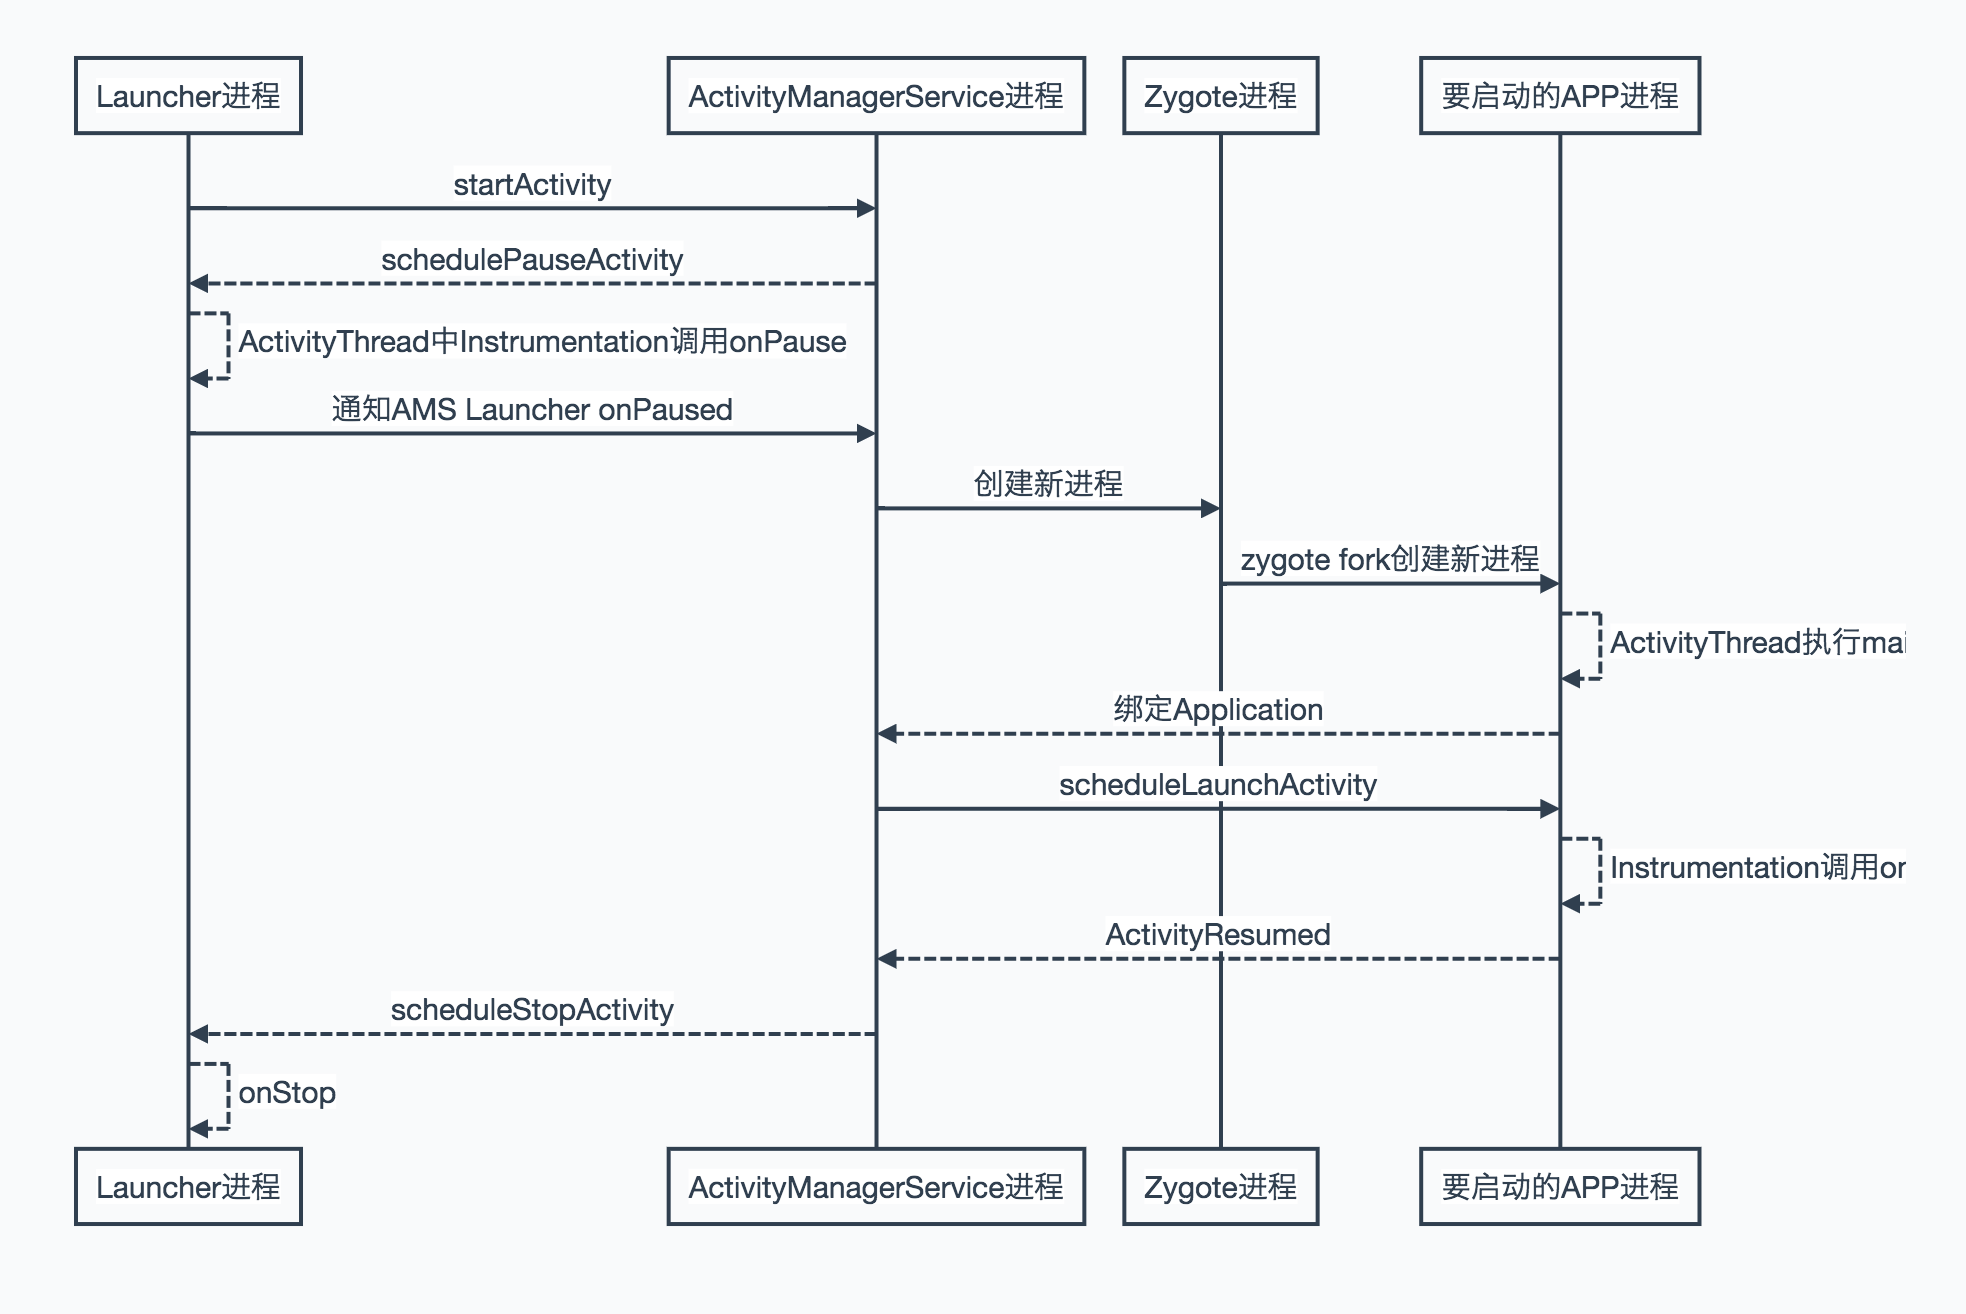 Launcher进程
ActivityManagerService进程
Zygote进程
要启动的APP进程
startActivity
schedulePauseActivity
ActivityThread中Instrumentation调用onPause
通知AMS Launcher onPaused
创建新进程
zygote fork创建新进程
ActivityThread执行mai
绑定Application
scheduleLaunchActivity
Instrumentation调用or
ActivityResumed
scheduleStopActivity
onStop
Launcher进程
ActivityManagerService进程
Zygote进程
要启动的APP进程